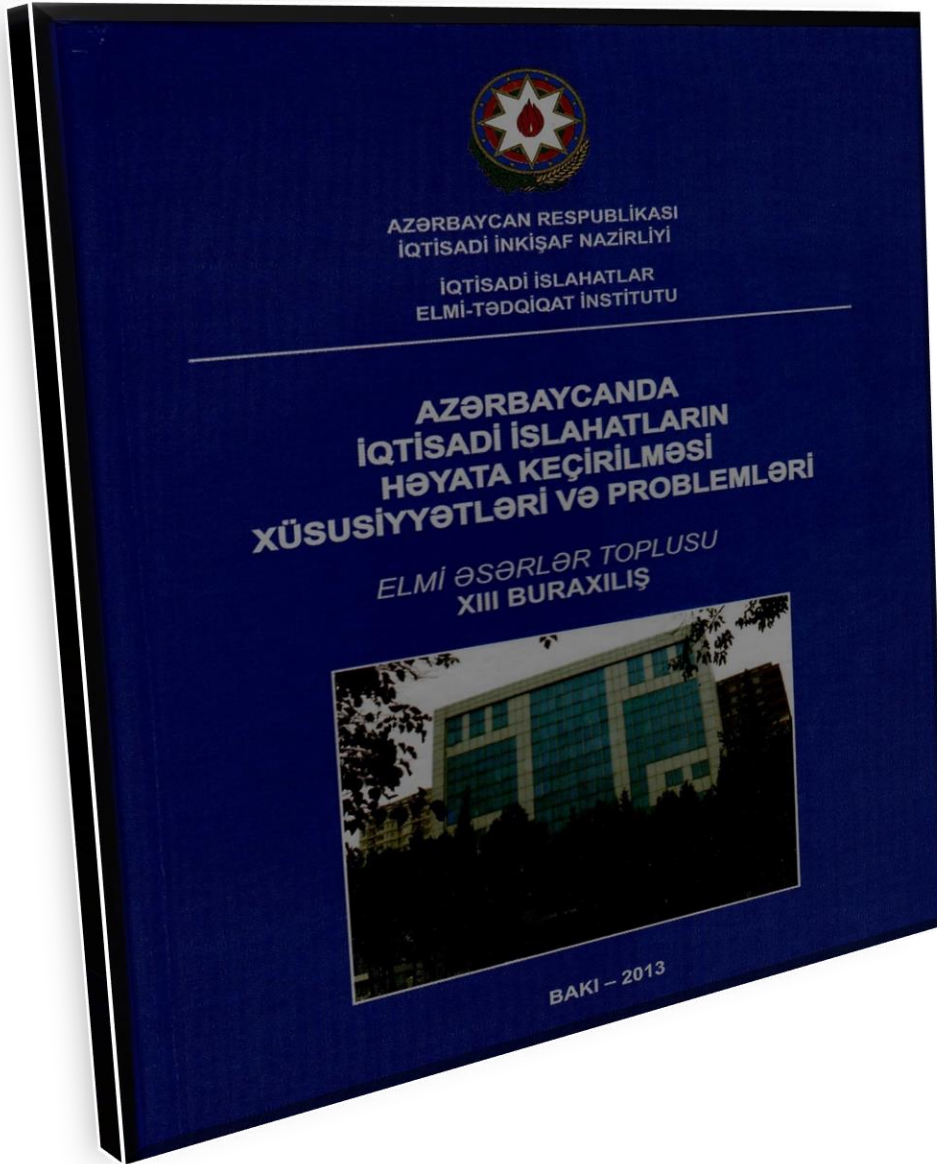 AZƏRBAYCAN RESPUBLİKASI
İQTİSADİ İNKİŞAF NAZİRLİYİ
İQTİSADİ İSLAHATLAR
ELMİ-TƏDQİQAT İNSTİTUTU
AZƏRBAYCANDA
İQTİSADİ İSLAHATLARIN
HƏYATA KEÇİRİLMƏSİ
XÜSUSİYYƏTLƏRİ VƏ PROBLEMLƏRİ
ELMİ ƏSƏRLƏR TOPLUSU
XIII BURAXILIŞ
BAKI – 2013